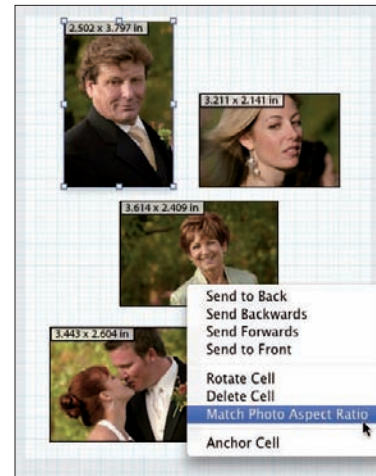 2.502 x 3.797 in
3.211 x 2.141 in
3.614 x 2.409 in
3.443 x 2.604 in
Send to Back
Send Backwards
Send Forwards
Send to Front
Rotate Cell
Delete Cell
Match Photo Aspect Ratio
Anchor Cell